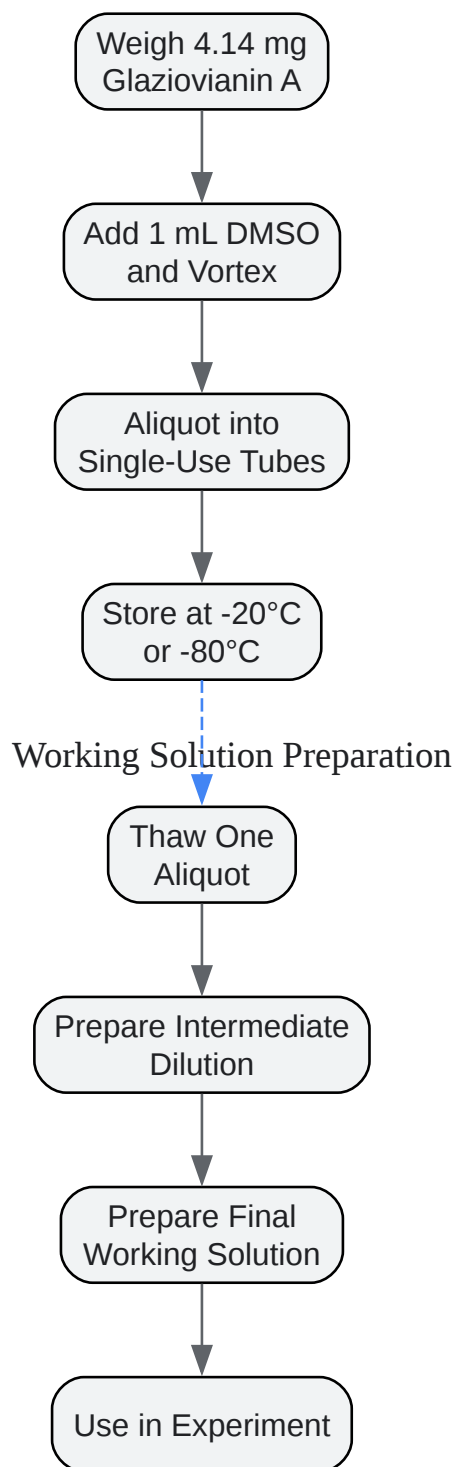 Weigh 4.14 mg
Glaziovianin A
Add 1 mL DMSO
and Vortex
Aliquot into
Single-Use Tubes
Store at -20°C
or -80°C
Working Solution Preparation
Thaw One
Aliquot
Prepare Intermediate
Dilution
Prepare Final
Working Solution
Use in Experiment